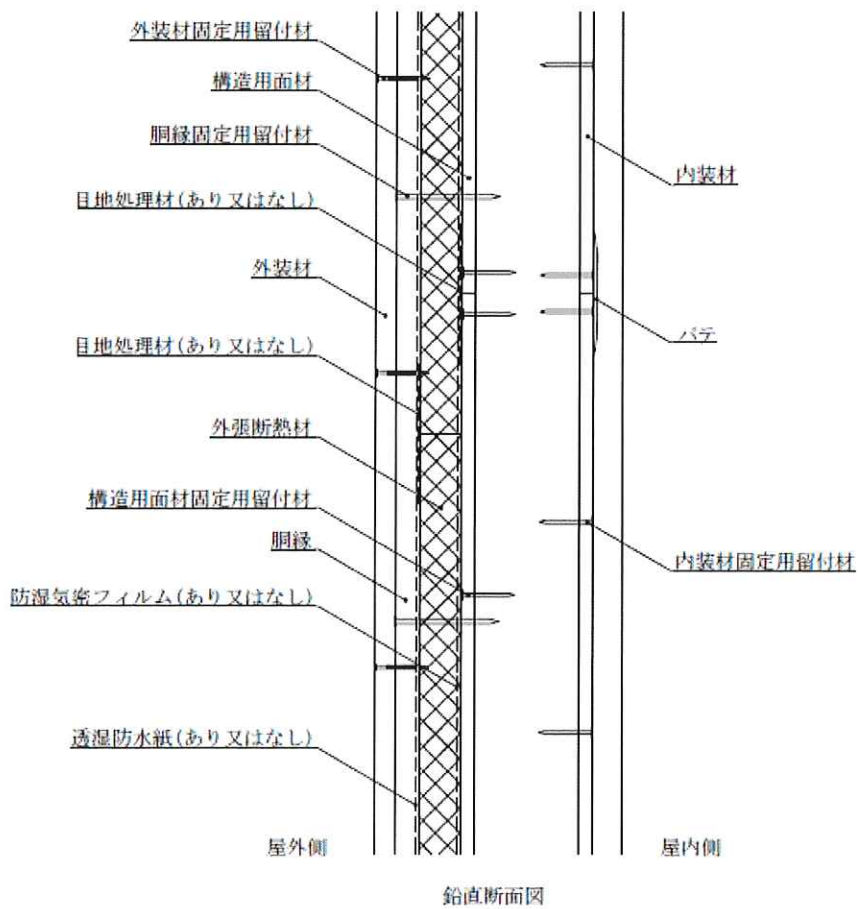 外装材固定用留付材
構造用面材
胴縁固定用留付材
目地処理材(あり又はなし)
外装材
目地処理材(あり又はなし)
外張断熱材
構造用面材固定用留付材
胴縁
防湿気密フィルム(あり又はなし)
透湿防水紙(あり又はなし)
内装材
パテ
内装材固定用留付材
屋外側
屋内側
鉛直断面図